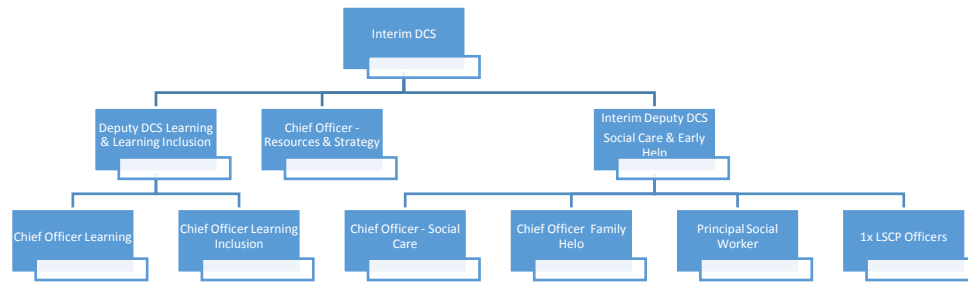 Interim DCS
Deputy DCS Learning
& Learning Inclusion
Chief Officer -
Resources & Strategy
Interim Deputy DCS
Social Care & Early
Help
Chief Officer Learning
Chief Officer Learning
Inclusion
Chief Officer - Social
Care
Chief Officer Family
Helo
Principal Social
Worker
1x LSCP Officers